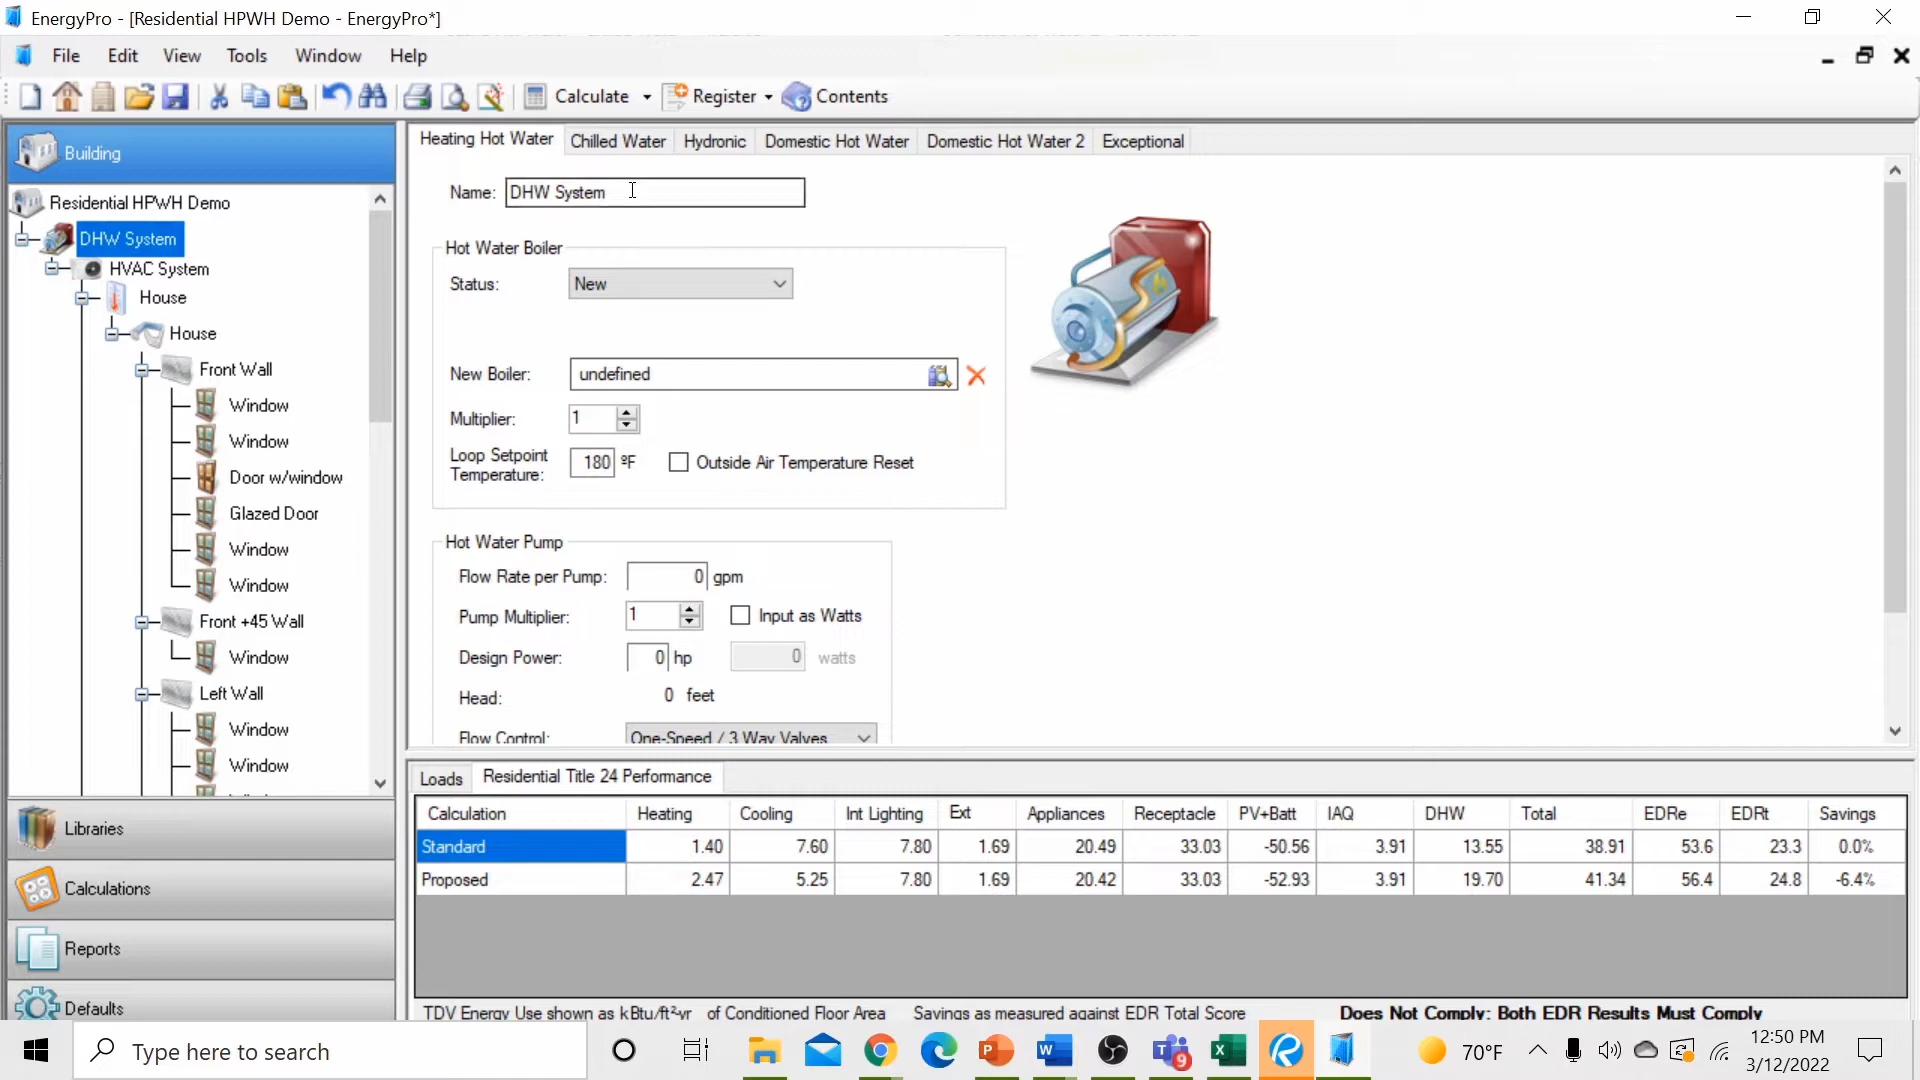 EnergyPro - [Residential HPWH Demo - EnergyPro*]
File Edit View Tools Window Help
Calculate Register Contents
Building
Residential HPWH Demo
DHW System
HVAC System
House
House
Front Wall
Window
Window
Door w/window
Glazed Door
Window
Window
Front +45 Wall
Window
Left Wall
Window
Window
Libraries
Calculations
Reports
Defaults
Heating Hot Water Chilled Water Hydronic Domestic Hot Water Domestic Hot Water 2 Exceptional
Name: DHW System
Hot Water Boiler
Status: New
New Boiler: undefined
Multiplier: 1
Loop Setpoint
Temperature: 180 ºF Outside Air Temperature Reset
Hot Water Pump
Flow Rate per Pump: 0 gpm
Pump Multiplier: 1 Input as Watts
Design Power: 0 hp 0 watts
Head: 0 feet
Flow Control: One-Speed / 3 Way Valves
Loads Residential Title 24 Performance
Calculation Heating Cooling Int Lighting Ext Appliances Receptacle PV+Batt IAQ DHW Total EDRe EDRt Savings
Standard 1.40 7.60 7.80 1.69 20.49 33.03 -50.56 3.91 13.55 38.91 53.6 23.3 0.0%
Proposed 2.47 5.25 7.80 1.69 20.42 33.03 -52.93 3.91 19.70 41.34 56.4 24.8 -6.4%
TDV Energy Use shown as kBtu/ft²-yr of Conditioned Floor Area Savings as measured against EDR Total Score Does Not Comply: Both EDR Results Must Comply
Type here to search
9
70°F
12:50 PM
3/12/2022